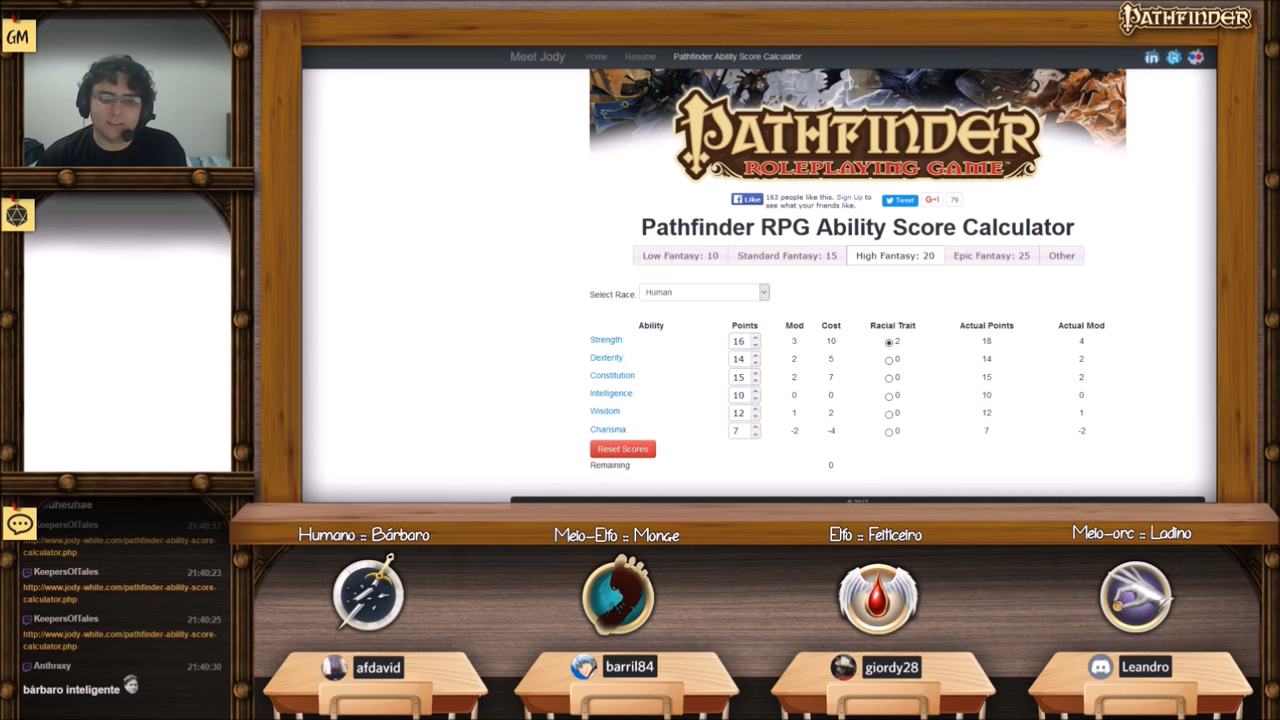 GM
PATHFINDER
Meet Jody Home Resume Pathfinder Ability Score Calculator
PATHFINDER
ROLEPLAYING GAME
Like 163 people like this. Sign Up to
see what your friends like.
Tweet G+1 79
Pathfinder RPG Ability Score Calculator
Low Fantasy: 10 Standard Fantasy: 15 High Fantasy: 20 Epic Fantasy: 25 Other
Select Race: Human
Ability Points Mod Cost Racial Trait Actual Points Actual Mod
Strength: 16 3 10 2 18 4
Dexterity: 14 2 5 0 14 2
Constitution: 15 2 7 0 15 2
Intelligence: 10 0 0 0 10 0
Wisdom: 12 1 2 0 12 1
Charisma: 7 -2 -4 0 7 -2
Reset Scores
Remaining 0
KeepersOfTales 21:40:17
http://www.jody-white.com/pathfinder-ability-score-
calculator.php
KeepersOfTales 21:40:23
http://www.jody-white.com/pathfinder-ability-score-
calculator.php
KeepersOfTales 21:40:25
http://www.jody-white.com/pathfinder-ability-score-
calculator.php
Anthraxy 21:40:30
bárbaro inteligente
Humano :: Bárbaro
Meio-Elfo :: Monge
Elfo :: Feiticeiro
Meio-orc :: Ladino
afdavid
barril84
giordy28
Leandro